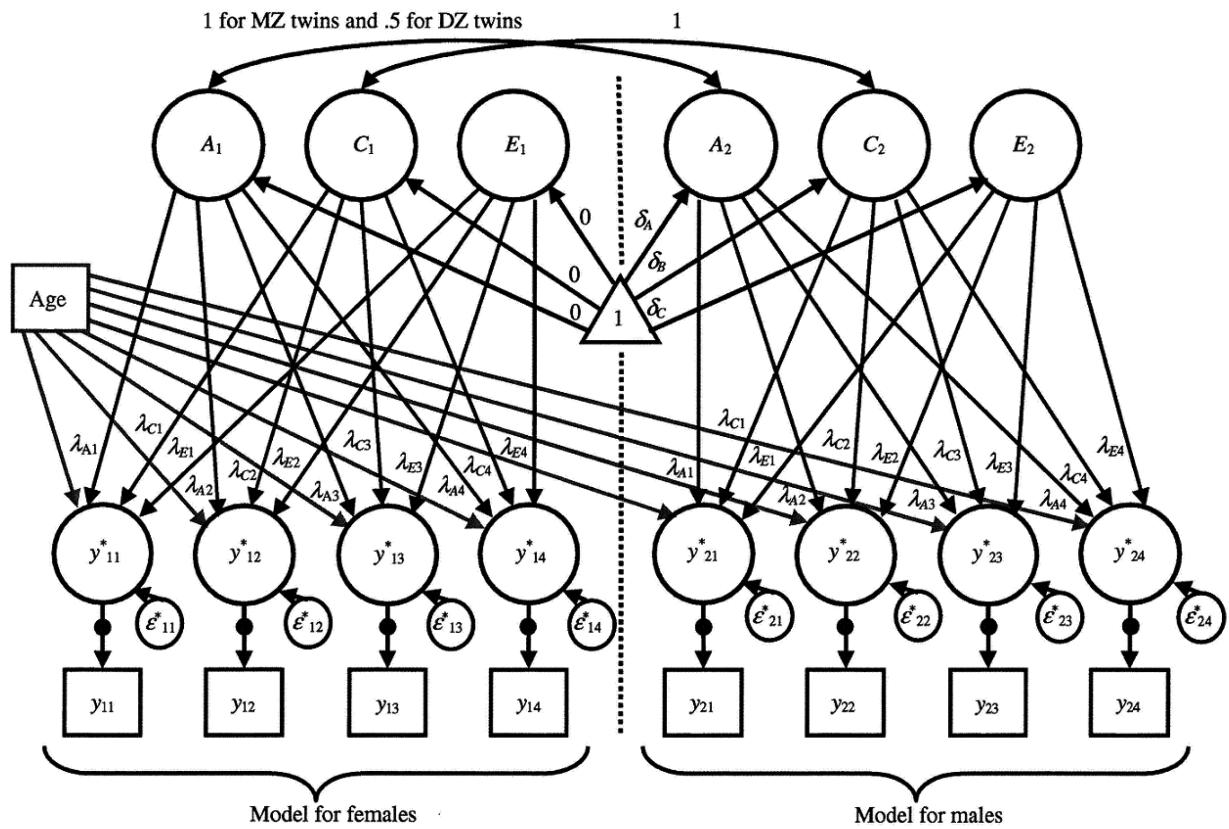 1 for MZ twins and .5 for DZ twins
1
A1 C1 E1 A2 C2 E2
0 δA
0 δB
0 1 δC
Age
λA1 λC1 λE1 λA2 λC2 λE2 λA3 λC3 λE3 λA4 λC4 λE4
λA1 λC1 λE1 λA2 λC2 λE2 λA3 λC3 λE3 λA4 λC4 λE4
y*11 y*12 y*13 y*14 y*21 y*22 y*23 y*24
ε*11 ε*12 ε*13 ε*14 ε*21 ε*22 ε*23 ε*24
y11 y12 y13 y14 y21 y22 y23 y24
Model for females
Model for males